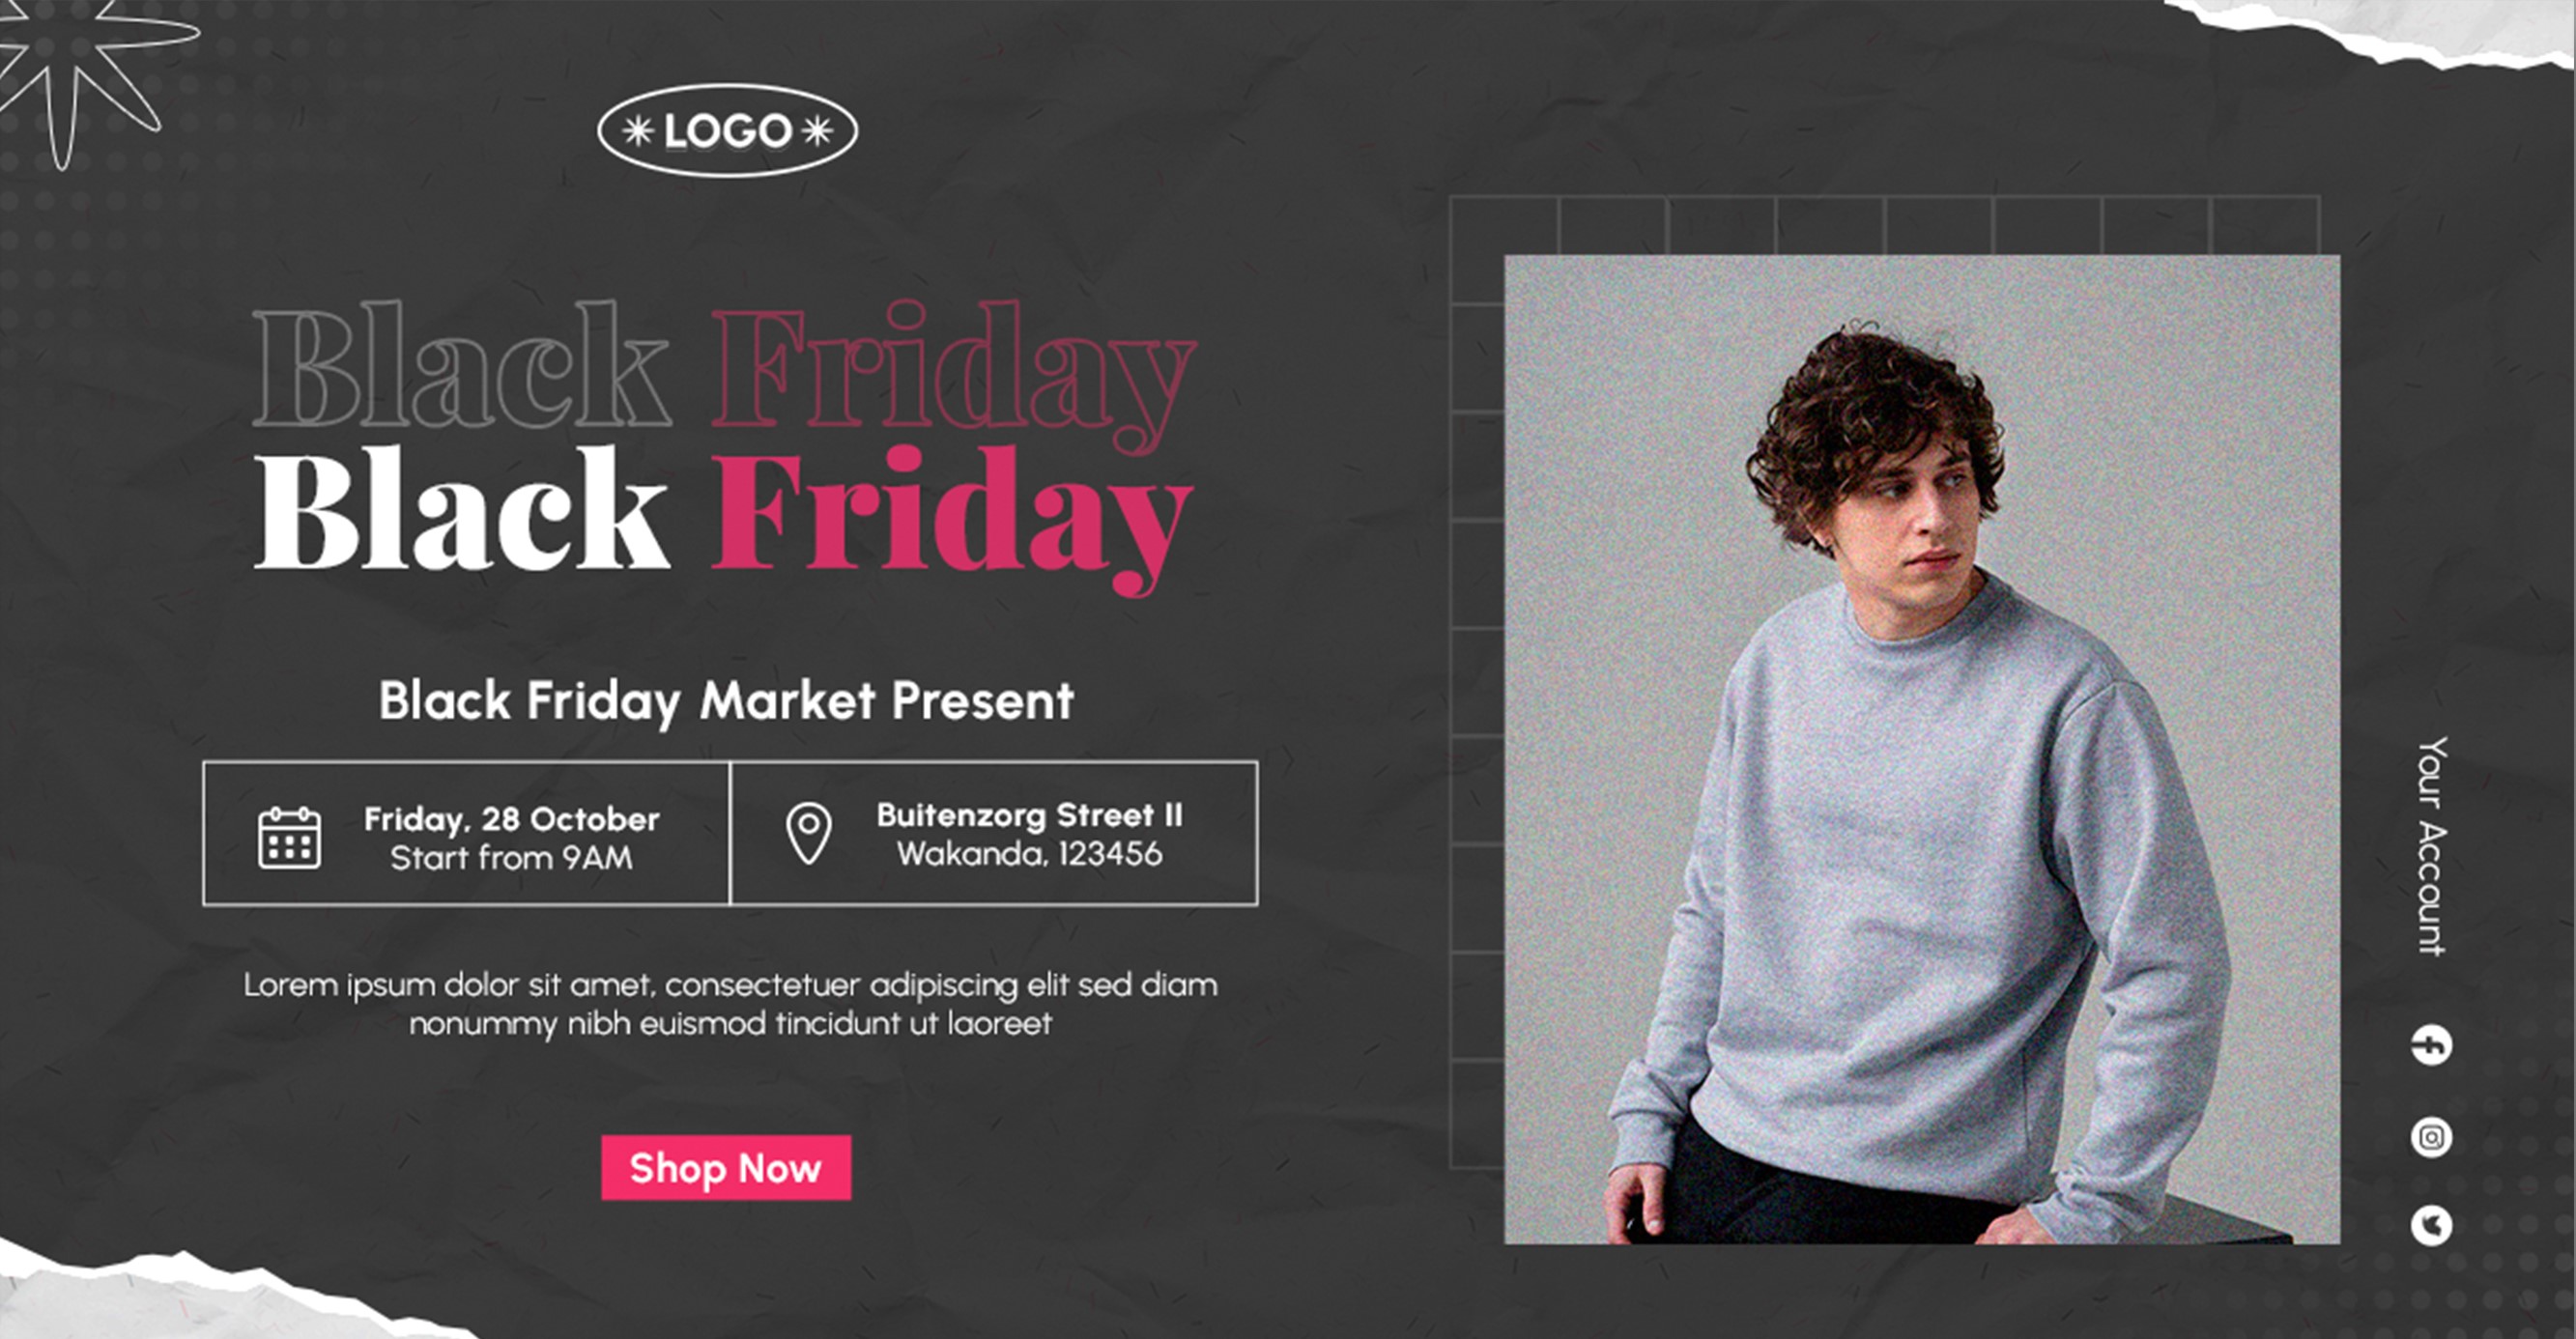 LOGO
Black Friday
Black Friday
Black Friday Market Present
Friday, 28 October
Start from 9AM
Buitenzorg Street II
Wakanda, 123456
Lorem ipsum dolor sit amet, consectetuer adipiscing elit sed diam
nonummy nibh euismod tincidunt ut laoreet
Shop Now
Your Account